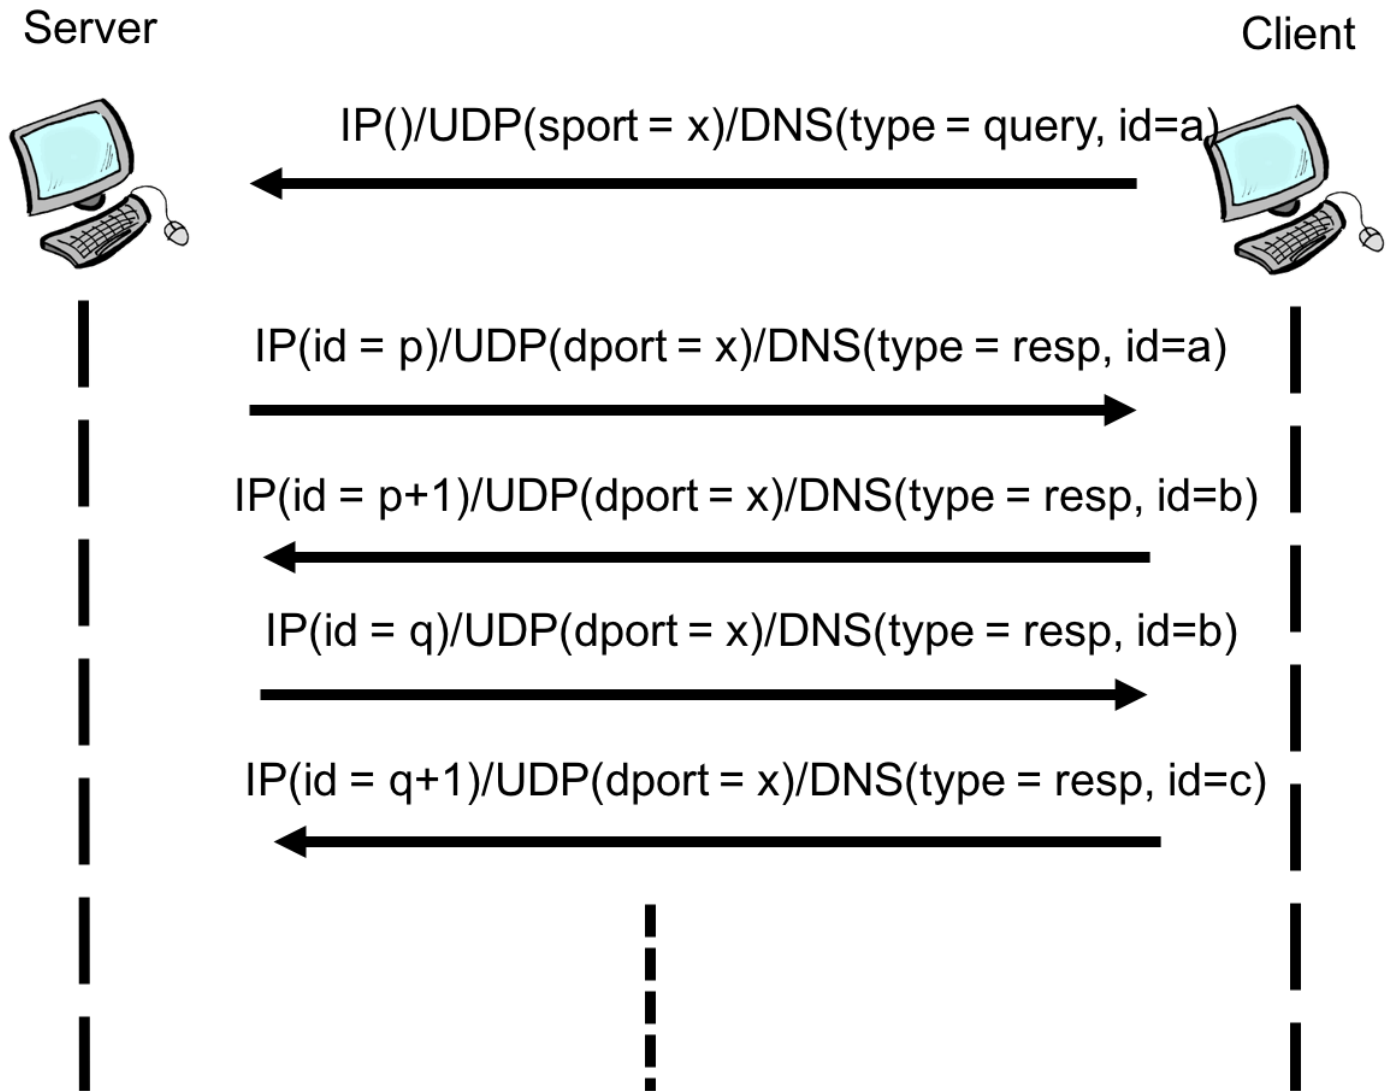 Server
Client
IP()/UDP(sport = x)/DNS(type = query, id=a)
IP(id = p)/UDP(dport = x)/DNS(type = resp, id=a)
IP(id = p+1)/UDP(dport = x)/DNS(type = resp, id=b)
IP(id = q)/UDP(dport = x)/DNS(type = resp, id=b)
IP(id = q+1)/UDP(dport = x)/DNS(type = resp, id=c)